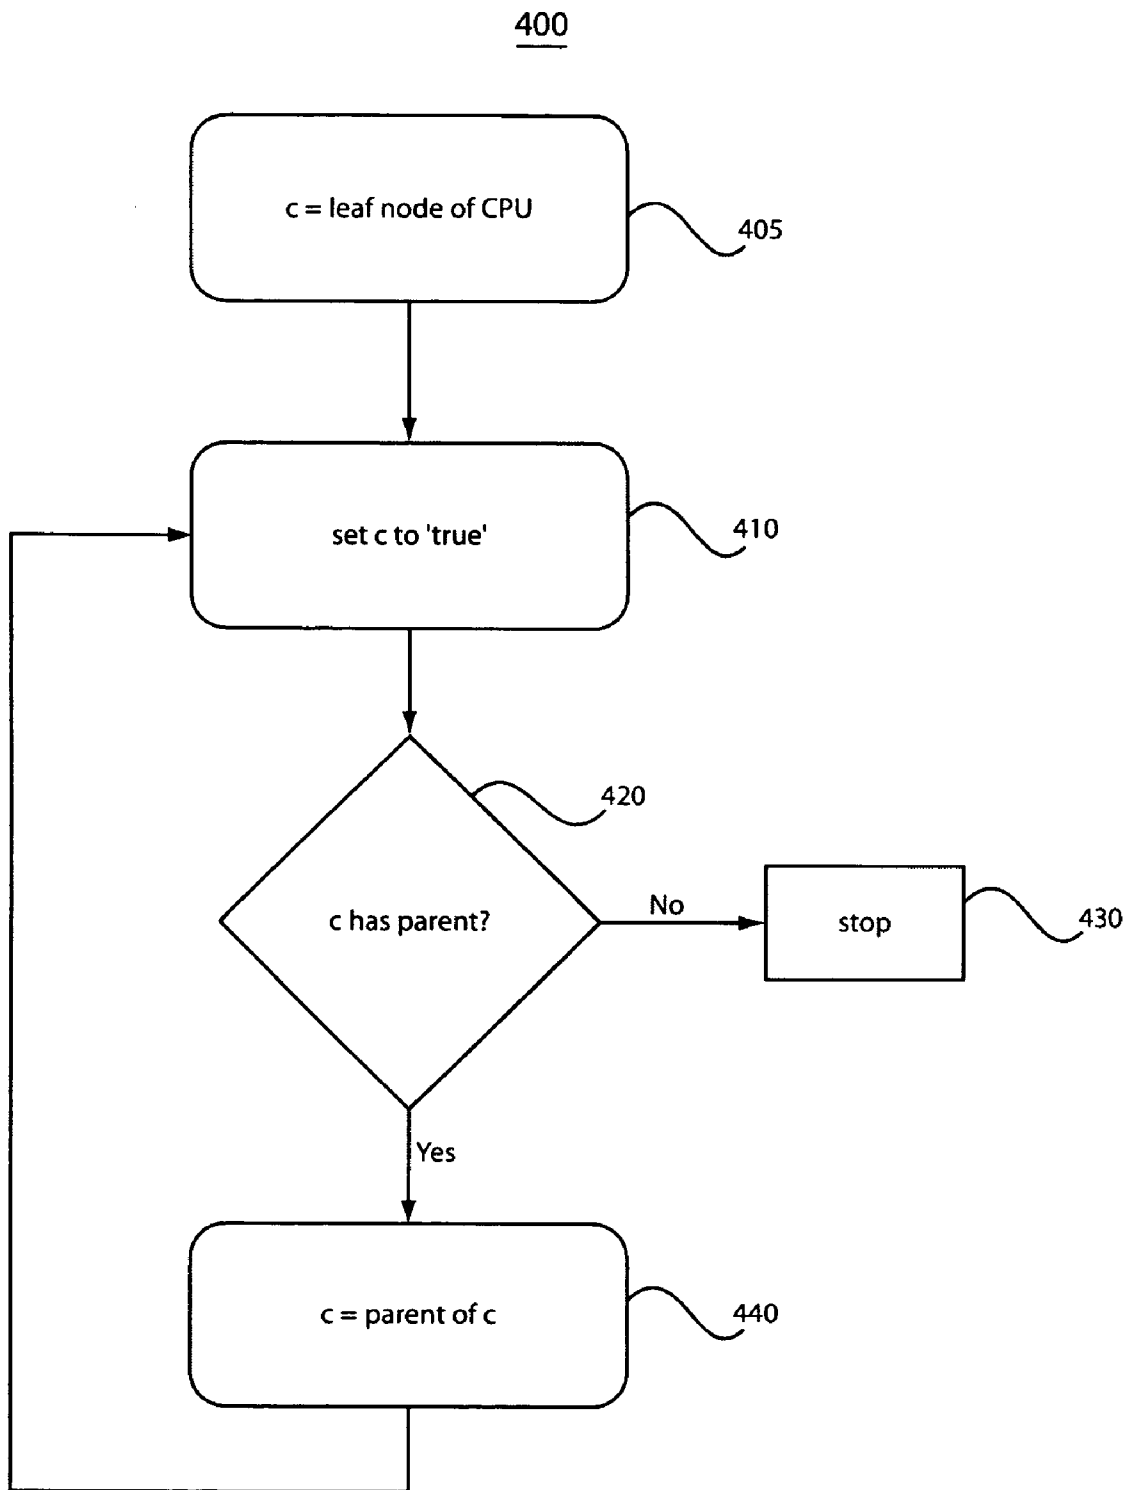 400
c = leaf node of CPU
405
set c to 'true'
410
420
c has parent?
No
stop
430
Yes
c = parent of c
440